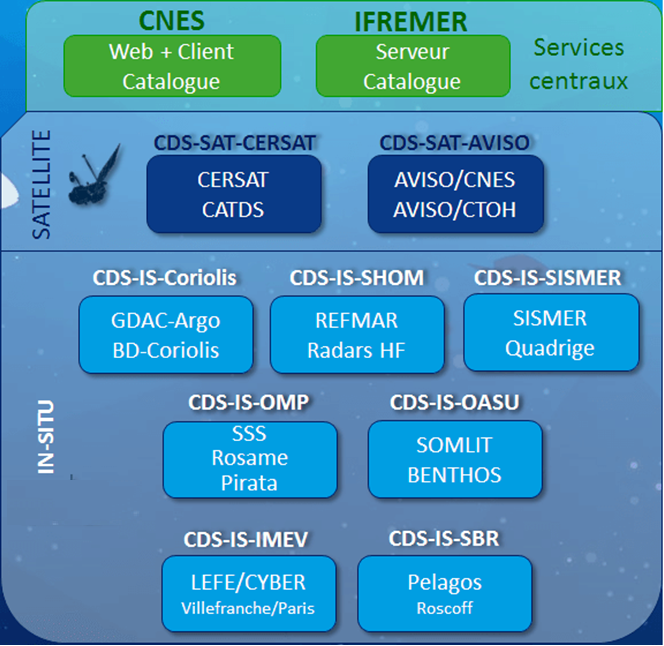 CNES
IFREMER
Web + Client
Catalogue
Serveur
Catalogue
Services
centraux
SATELLITE
CDS-SAT-CERSAT
CERSAT
CATDS
CDS-SAT-AVISO
AVISO/CNES
AVISO/CTOH
IN-SITU
CDS-IS-Coriolis
GDAC-Argo
BD-Coriolis
CDS-IS-SHOM
REFMAR
Radars HF
CDS-IS-SISMER
SISMER
Quadrige
CDS-IS-OMP
SSS
Rosame
Pirata
CDS-IS-OASU
SOMLIT
BENTHOS
CDS-IS-IMEV
LEFE/CYBER
Villefranche/Paris
CDS-IS-SBR
Pelagos
Roscoff